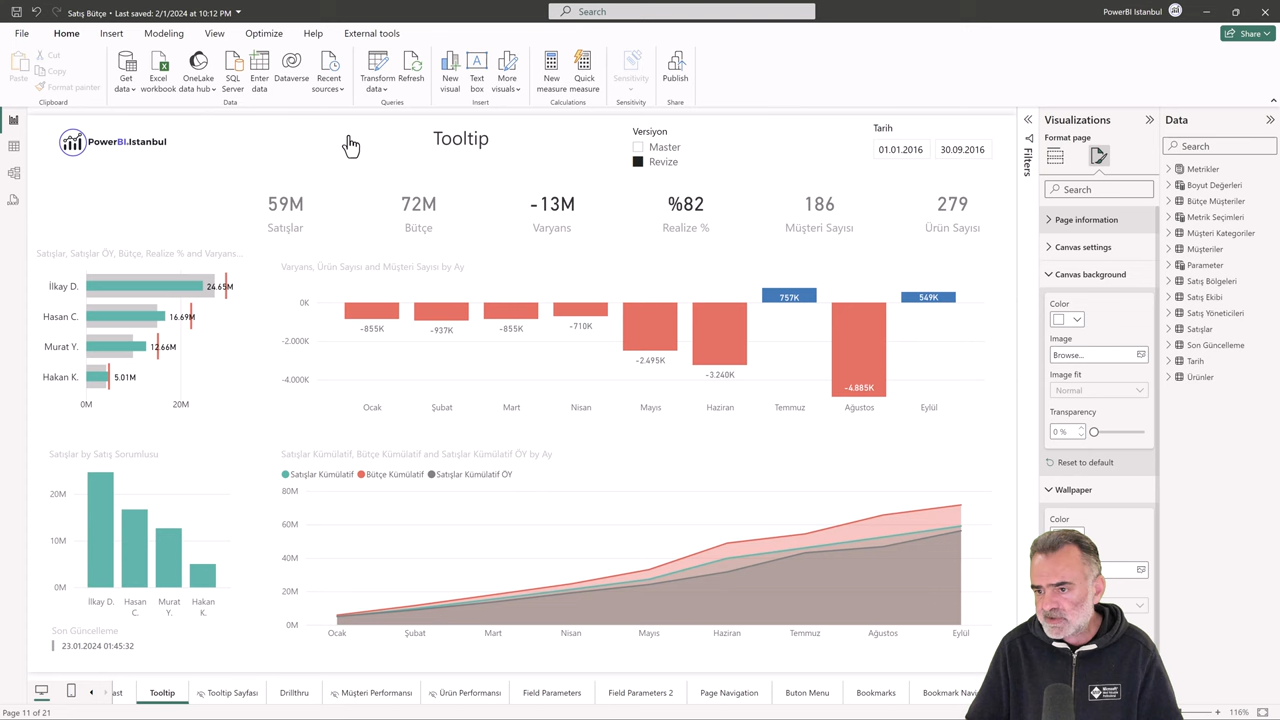 Satış Bütçe • Last saved: 2/1/2024 at 10:12 PM
Search
PowerBI Istanbul
File Home Insert Modeling View Optimize Help External tools
Share
Paste
Cut
Copy
Format painter
Clipboard
Get data
Excel workbook
OneLake data hub
SQL Server
Enter data
Dataverse
Recent sources
Data
Transform data
Refresh
Queries
New visual
Text box
More visuals
Insert
New measure
Quick measure
Calculations
Sensitivity
Sensitivity
Publish
Share
PowerBI.Istanbul
Tooltip
Versiyon
Master
Revize
Tarih
01.01.2016 30.09.2016
59M 72M -13M %82 186 279
Satışlar Bütçe Varyans Realize % Müşteri Sayısı Ürün Sayısı
Satışlar, Satışlar ÖY, Bütçe, Realize % and Varyans...
İlkay D. 24.65M
Hasan C. 16.69M
Murat Y. 12.66M
Hakan K. 5.01M
0M 20M
Varyans, Ürün Sayısı and Müşteri Sayısı by Ay
0K
-2.000K
-4.000K
-855K -937K -855K -710K -2.495K -3.240K 757K -4.885K 549K
Ocak Şubat Mart Nisan Mayıs Haziran Temmuz Ağustos Eylül
Satışlar by Satış Sorumlusu
20M
10M
0M
İlkay D. Hasan C. Murat Y. Hakan K.
Son Güncelleme
23.01.2024 01:45:32
Satışlar Kümülatif, Bütçe Kümülatif and Satışlar Kümülatif ÖY by Ay
Satışlar Kümülatif Bütçe Kümülatif Satışlar Kümülatif ÖY
80M
60M
40M
20M
0M
Ocak Şubat Mart Nisan Mayıs Haziran Temmuz Ağustos Eylül
Filters
Visualizations
Format page
Search
Page information
Canvas settings
Canvas background
Color
Image
Browse...
Image fit
Normal
Transparency
0 %
Reset to default
Wallpaper
Color
Data
Search
Metrikler
Boyut Değerleri
Bütçe Müşteriler
Metrik Seçimleri
Müşteri Kategoriler
Müşteriler
Parameter
Satış Bölgeleri
Satış Ekibi
Satış Yöneticileri
Satışlar
Son Güncelleme
Tarih
Ürünler
ast Tooltip Tooltip Sayfası Drillthru Müşteri Performansı Ürün Performansı Field Parameters Field Parameters 2 Page Navigation Buton Menu Bookmarks Bookmark Navi
Page 11 of 21
116%